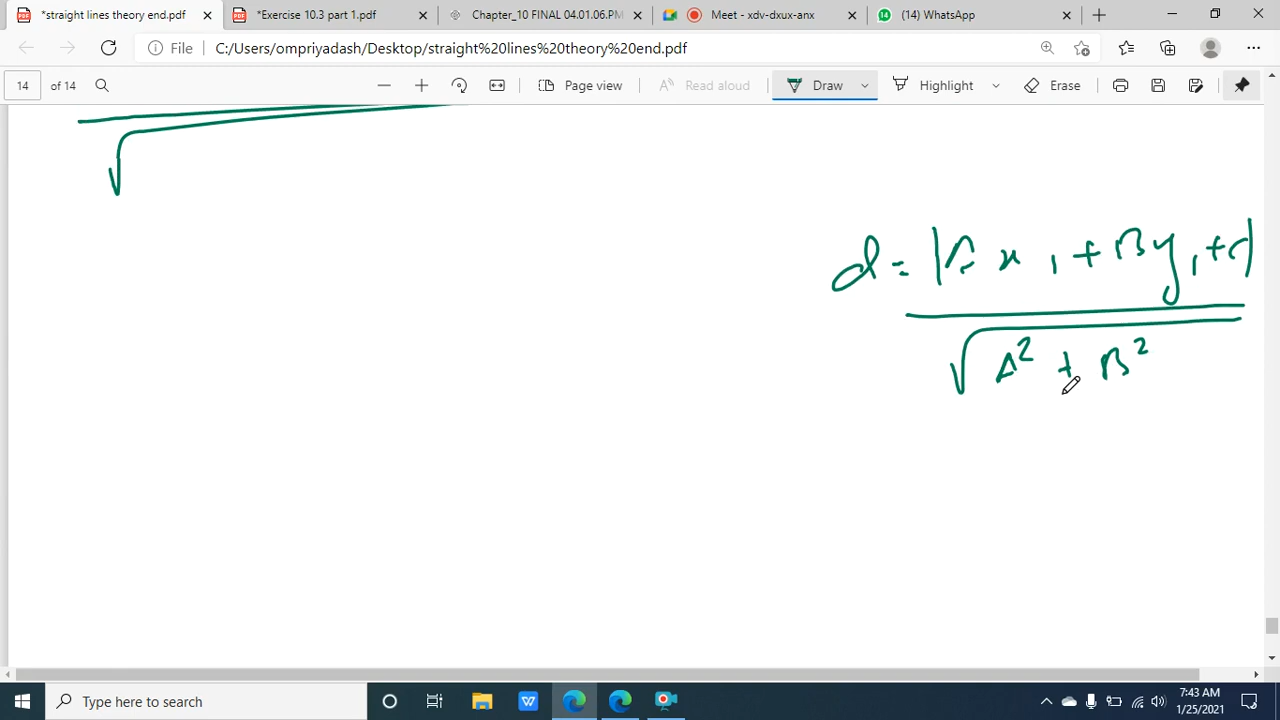 *straight lines theory end.pdf
*Exercise 10.3 part 1.pdf
Chapter_10 FINAL 04.01.06.PM
Meet - xdv-dxux-anx
(14) WhatsApp
File
C:/Users/ompriyadash/Desktop/straight%20lines%20theory%20end.pdf
14 of 14
Page view
Read aloud
Draw
Highlight
Erase
d = |Ax₁ + By₁ + C|
√A² + B²
Type here to search
7:43 AM
1/25/2021